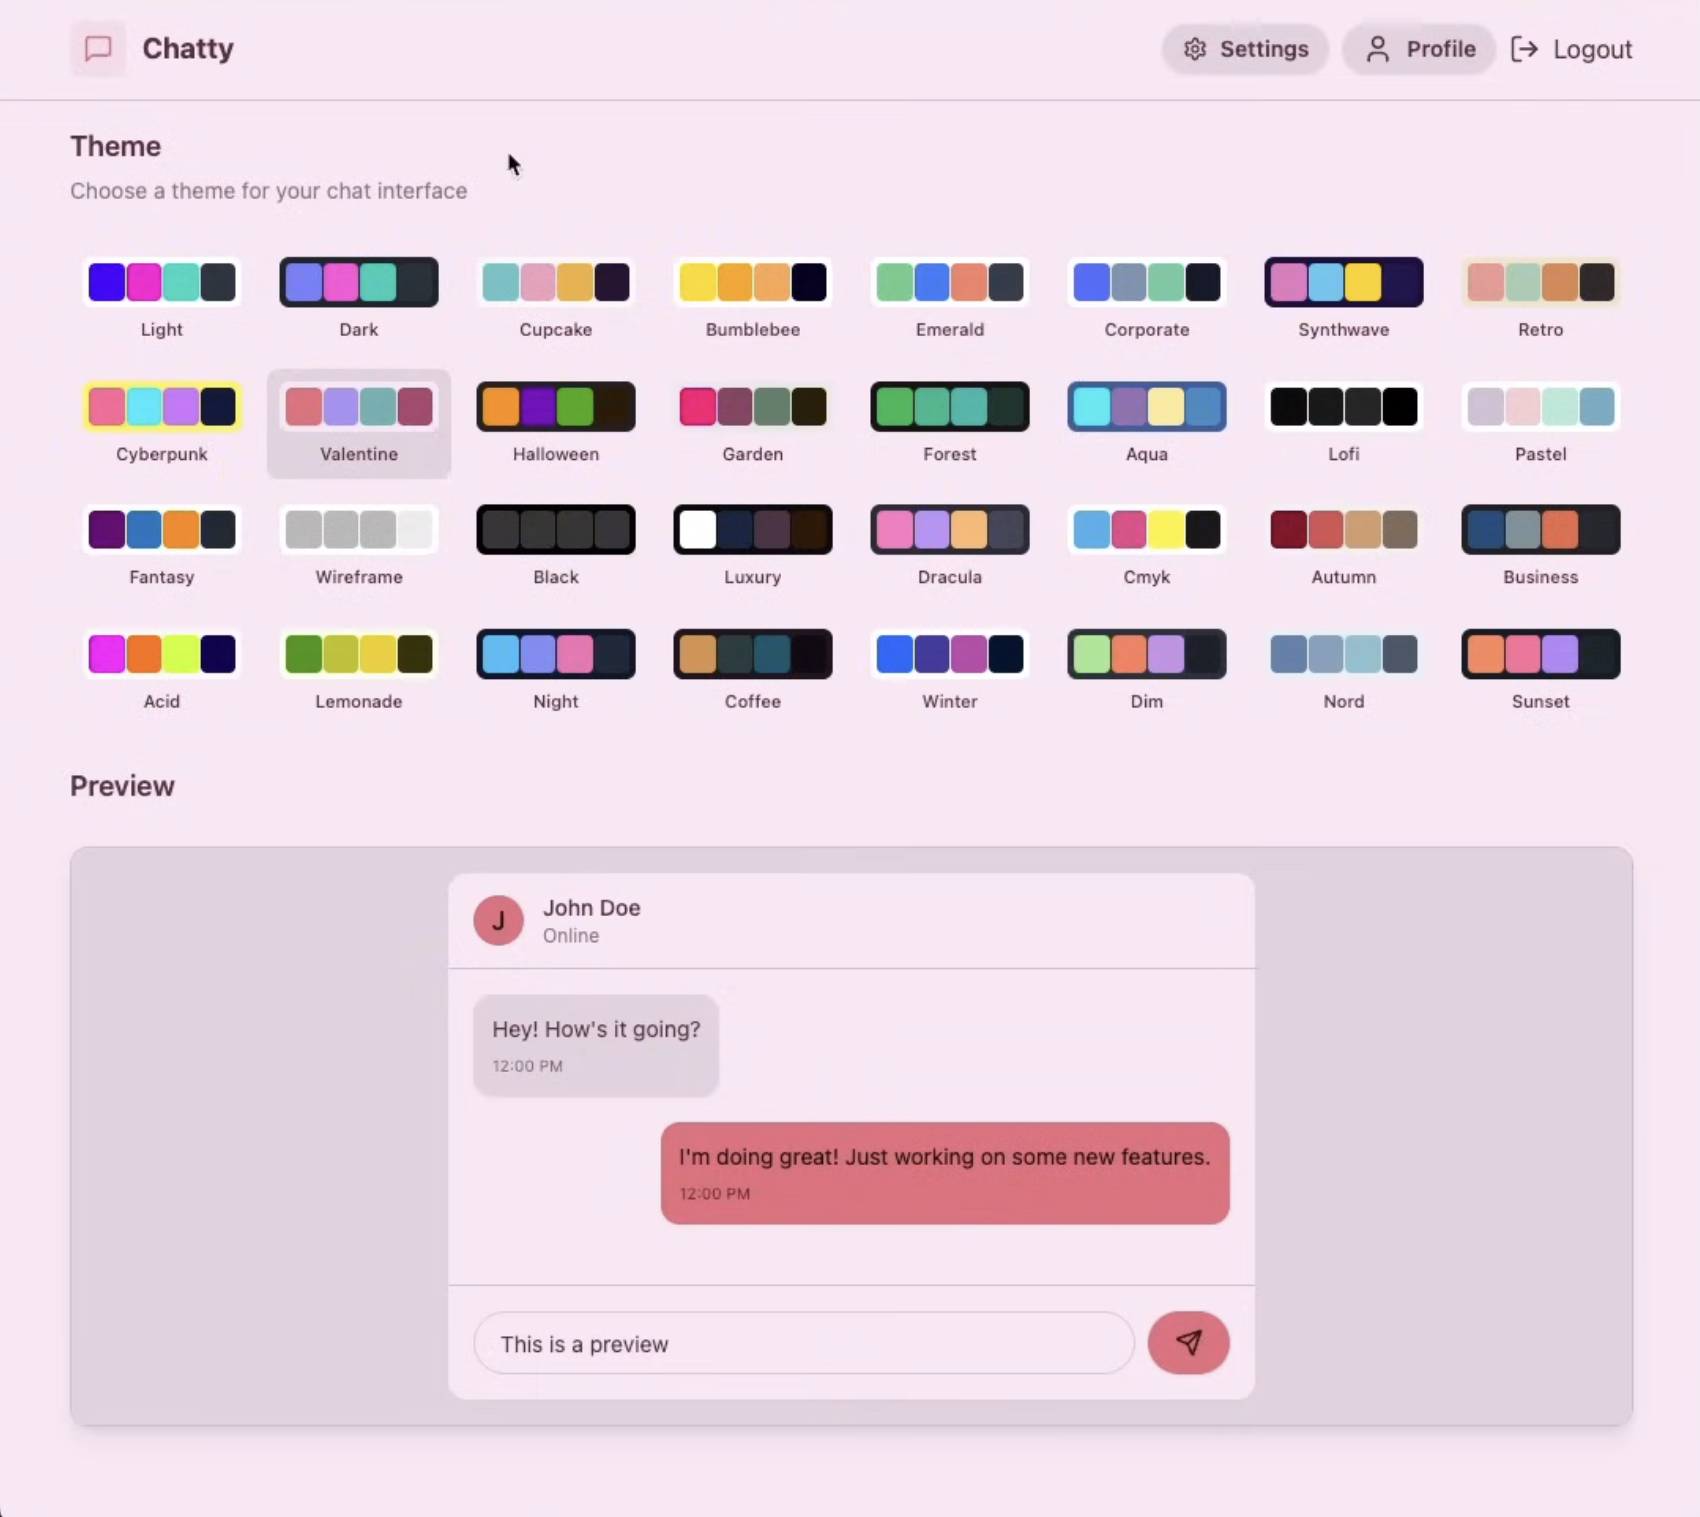 Chatty
Settings
Profile
Logout
Theme
Choose a theme for your chat interface
Light
Dark
Cupcake
Bumblebee
Emerald
Corporate
Synthwave
Retro
Cyberpunk
Valentine
Halloween
Garden
Forest
Aqua
Lofi
Pastel
Fantasy
Wireframe
Black
Luxury
Dracula
Cmyk
Autumn
Business
Acid
Lemonade
Night
Coffee
Winter
Dim
Nord
Sunset
Preview
J
John Doe
Online
Hey! How's it going?
12:00 PM
I'm doing great! Just working on some new features.
12:00 PM
This is a preview